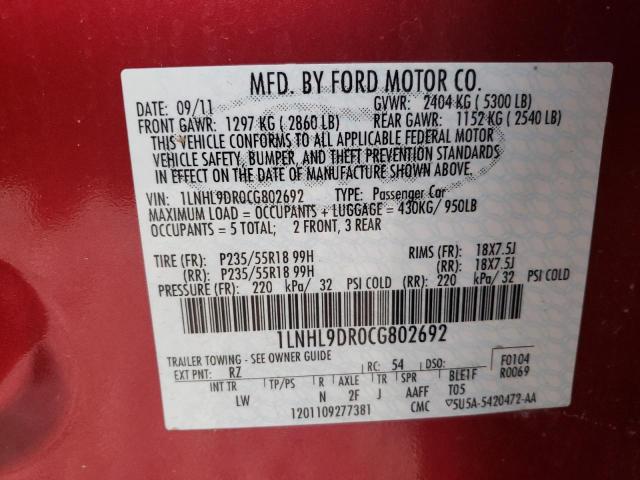 MFD. BY FORD MOTOR CO.
DATE: 09/11 GVWR: 2404 KG ( 5300 LB)
FRONT GAWR: 1297 KG ( 2860 LB) REAR GAWR: 1152 KG ( 2540 LB)
THIS VEHICLE CONFORMS TO ALL APPLICABLE FEDERAL MOTOR
VEHICLE SAFETY, BUMPER, AND THEFT PREVENTION STANDARDS
IN EFFECT ON THE DATE OF MANUFACTURE SHOWN ABOVE.
VIN: 1LNHL9DR0CG802692 TYPE: Passenger Car
MAXIMUM LOAD = OCCUPANTS + LUGGAGE = 430KG/ 950LB
OCCUPANTS = 5 TOTAL; 2 FRONT, 3 REAR
TIRE (FR): P235/55R18 99H RIMS (FR): 18X7.5J
(RR): P235/55R18 99H (RR): 18X7.5J
PRESSURE (FR): 220 kPa/ 32 PSI COLD (RR): 220 kPa/ 32 PSI COLD
1LNHL9DR0CG802692
TRAILER TOWING - SEE OWNER GUIDE
EXT PNT: RZ RC: 54 DSO: F0104
INT TR TP/PS R AXLE TR SPR BLE1F R0069
LW N 2F J AAFF T05
1201109277381 CMC ▽5U5A-5420472-AA